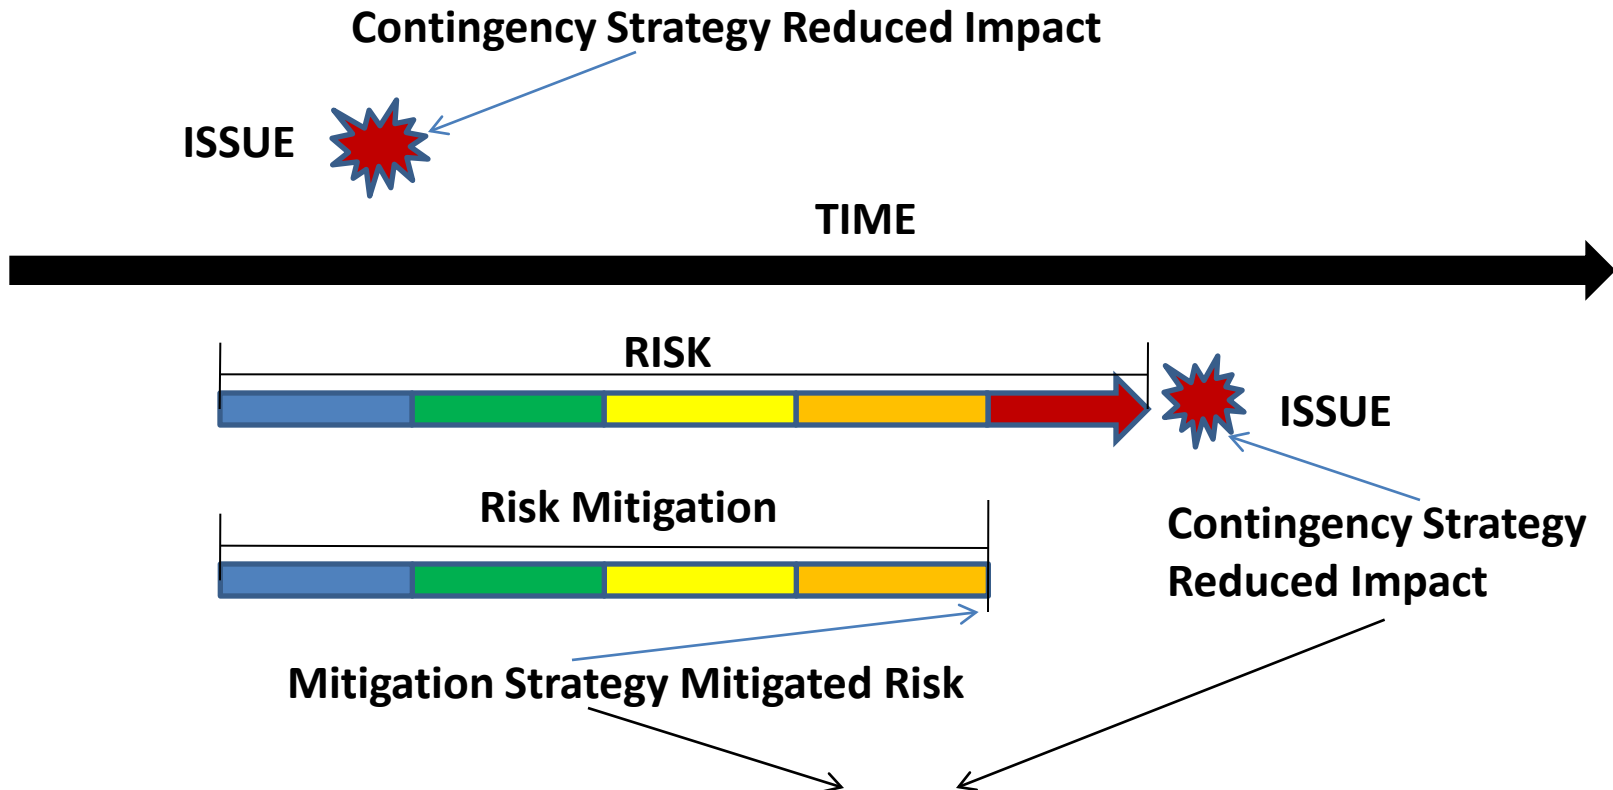 Contingency Strategy Reduced Impact
ISSUE
TIME
RISK
ISSUE
Risk Mitigation
Contingency Strategy
Reduced Impact
Mitigation Strategy Mitigated Risk